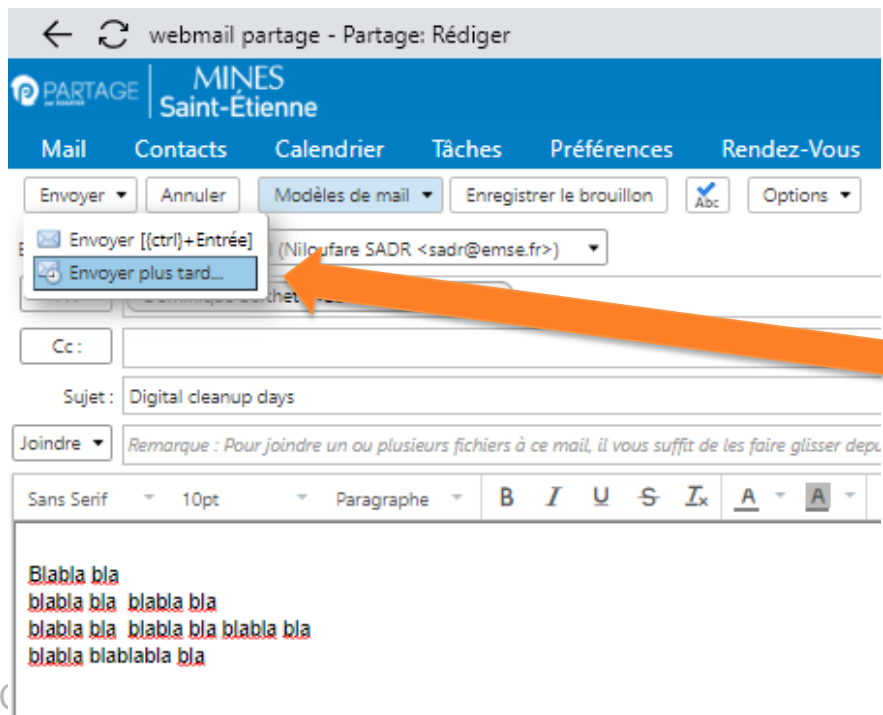 webmail partage - Partage: Rédiger
PARTAGE
MINES
Saint-Étienne
Mail Contacts Calendrier Tâches Préférences Rendez-Vous
Envoyer Annuler Modèles de mail Enregistrer le brouillon Abc Options
Envoyer [{ctrl}+Entrée]
(Niloufare SADR <sadr@emse.fr>)
Envoyer plus tard...
Cc :
Sujet : Digital cleanup days
Joindre Remarque : Pour joindre un ou plusieurs fichiers à ce mail, il vous suffit de les faire glisser depu
Sans Serif 10pt Paragraphe B I U S Tx A A
Blabla bla
blabla bla blabla bla
blabla bla blabla bla blabla bla
blabla blablabla bla